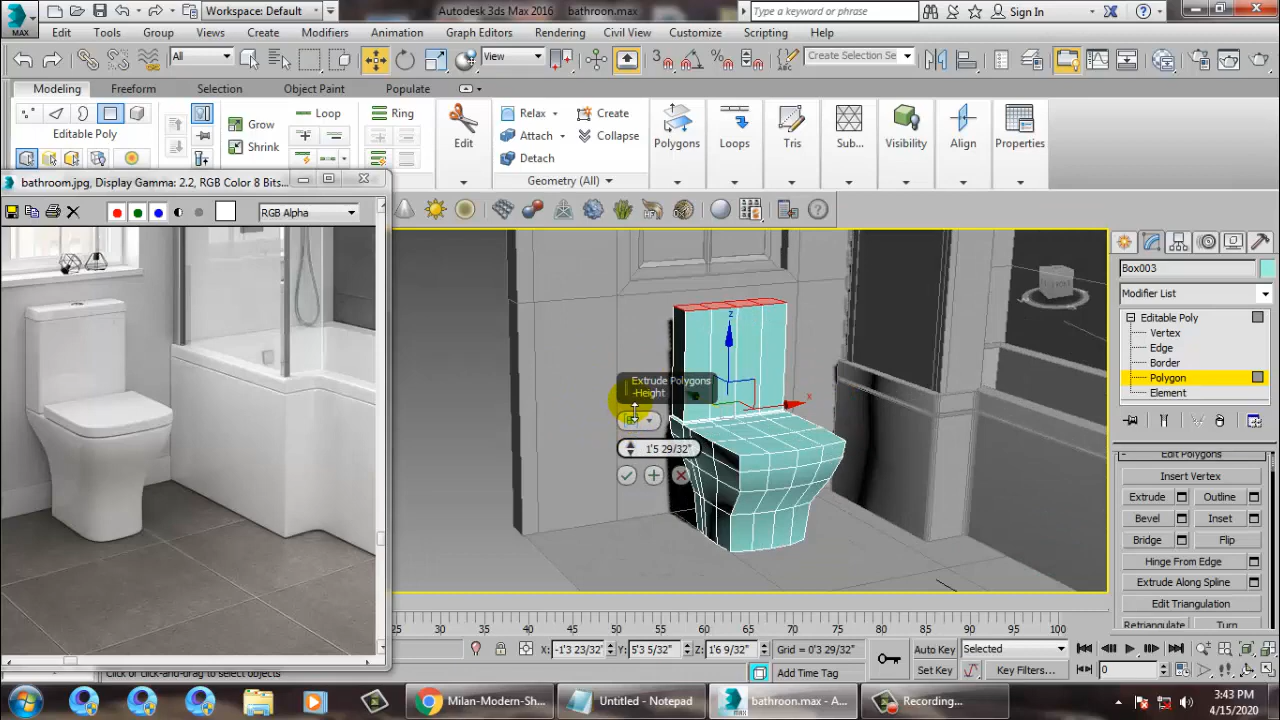 Workspace: Default
Autodesk 3ds Max 2016
bathroon.max
Type a keyword or phrase
Sign In
MAX
Edit Tools Group Views Create Modifiers Animation Graph Editors Rendering Civil View Customize Scripting Help
All
View
Create Selection Se
Modeling Freeform Selection Object Paint Populate
Editable Poly
Grow
Shrink
Loop
Ring
Edit
Relax
Create
Attach
Collapse
Detach
Geometry (All)
Polygons
Loops
Tris
Sub...
Visibility
Align
Properties
bathroom.jpg, Display Gamma: 2.2, RGB Color 8 Bits...
RGB Alpha
Extrude Polygons
-Height
1'5 29/32"
z
x
Box003
Modifier List
Editable Poly
Vertex
Edge
Border
Polygon
Element
Edit Polygons
Insert Vertex
Extrude Outline
Bevel Inset
Bridge Flip
Hinge From Edge
Extrude Along Spline
Edit Triangulation
Retriangulate Turn
25 30 35 40 45 50 55 60 65 70 75 80 85 90 95 100
X: -1'3 23/32" Y: 5'3 5/32" Z: 1'6 9/32" Grid = 0'3 29/32"
Auto Key
Selected
Set Key
Key Filters...
0
Add Time Tag
Click or click-and-drag to select objects
Milan-Modern-Sh...
Untitled - Notepad
bathroon.max - A...
Recording...
3:43 PM
4/15/2020